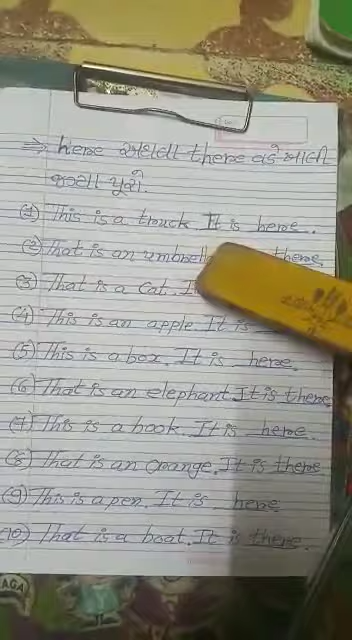 ⇒ here અથવા there વડે ખાલી
જગ્યા પૂરો.
(1) This is a truck. It is here.
(2) That is an umbrella there.
(3) That is a cat. It
(4) This is an apple. It is
(5) This is a box. It is here.
(6) That is an elephant. It is there
(7) This is a book. It is here.
(8) That is an orange. It is there
(9) This is a pen. It is here
(10) That is a boat. It is there.
AGA